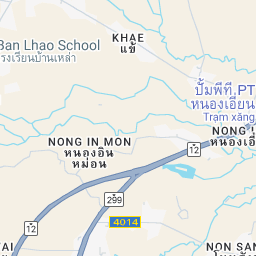 KHAE
แข้
Ban Lhao School
โรงเรียนบ้านเหล่า
ปั๊มพีที.PT
หนองเอี่ยน
Trạm xăng
NONG IN MON
หนองอิน
หม่อน
NONG
หนองเอี่
12
12
299
4014
12
NON SAN